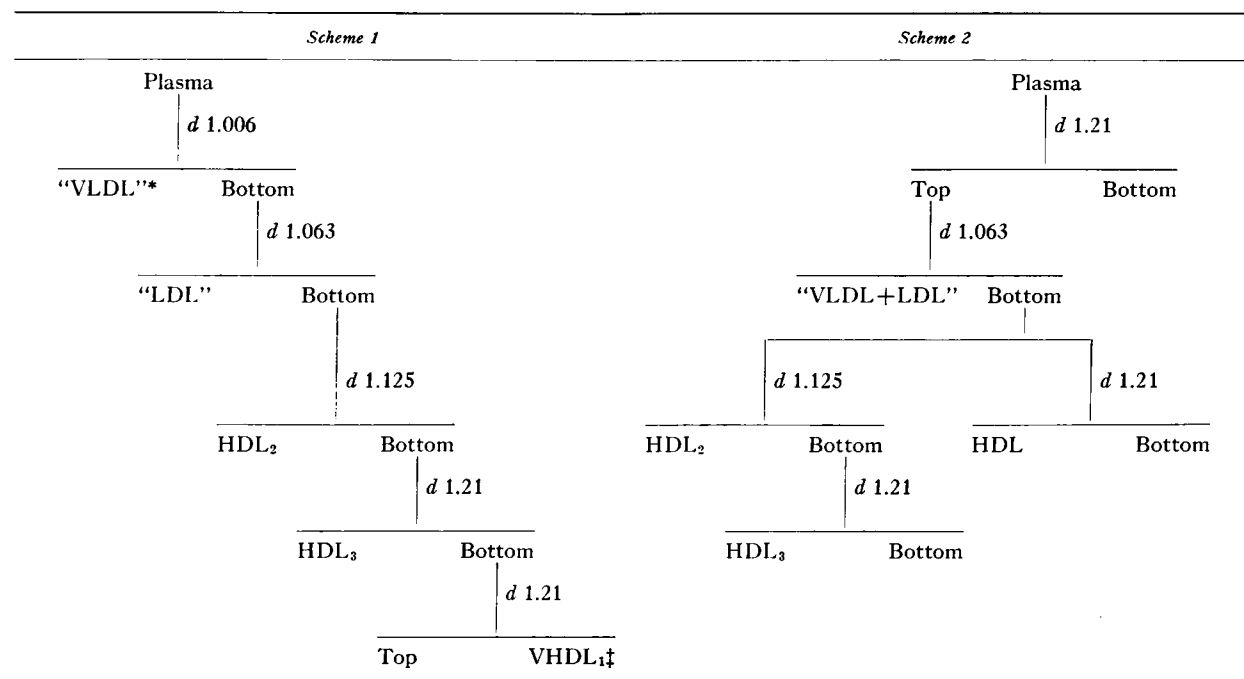 Scheme 1 Scheme 2
Plasma Plasma
d 1.006 d 1.21
“VLDL”* Bottom Top Bottom
d 1.063 d 1.063
“LDL” Bottom “VLDL+LDL” Bottom
d 1.125 d 1.125 d 1.21
HDL₂ Bottom HDL₂ Bottom HDL Bottom
d 1.21 d 1.21
HDL₃ Bottom HDL₃ Bottom
d 1.21
Top VHDL₁‡